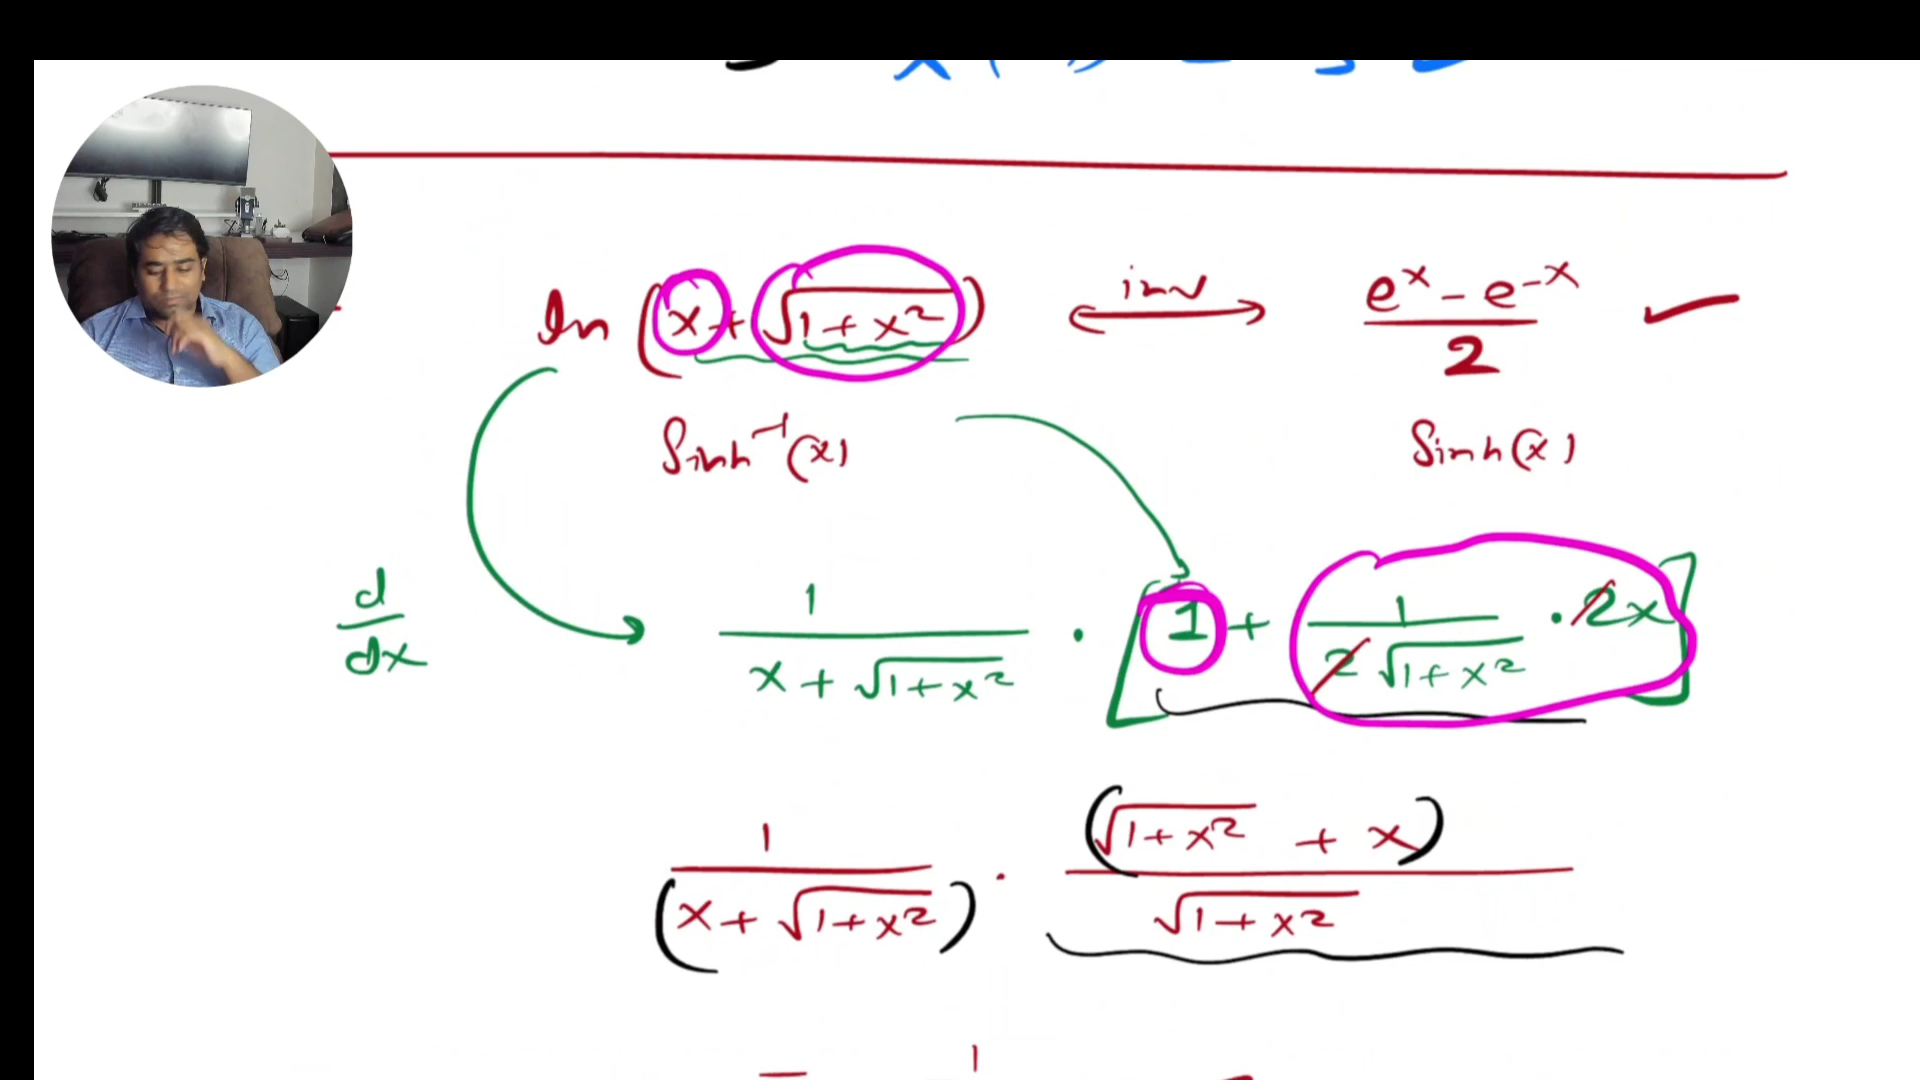 ln (x + √(1 + x²)) ⟷ inv (eˣ - e⁻ˣ)/2 ✓
Sinh⁻¹(x) Sinh(x)
d/dx → 1/(x + √(1 + x²)) · [1 + 1/(2√(1 + x²)) · 2x]
1/(x + √(1 + x²)) · (√(1 + x²) + x)/√(1 + x²)
1